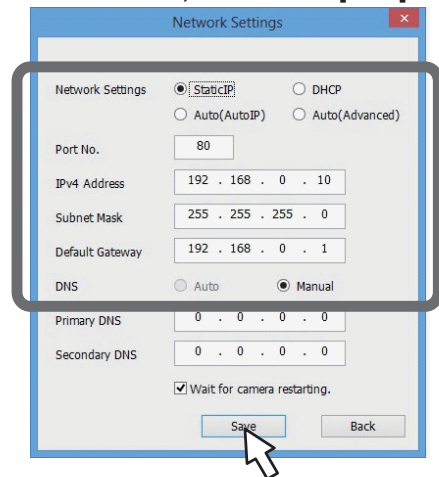 Network Settings
Network Settings StaticIP DHCP
Auto(AutoIP) Auto(Advanced)
Port No. 80
IPv4 Address 192 . 168 . 0 . 10
Subnet Mask 255 . 255 . 255 . 0
Default Gateway 192 . 168 . 0 . 1
DNS Auto Manual
Primary DNS 0 . 0 . 0 . 0
Secondary DNS 0 . 0 . 0 . 0
Wait for camera restarting.
Save Back